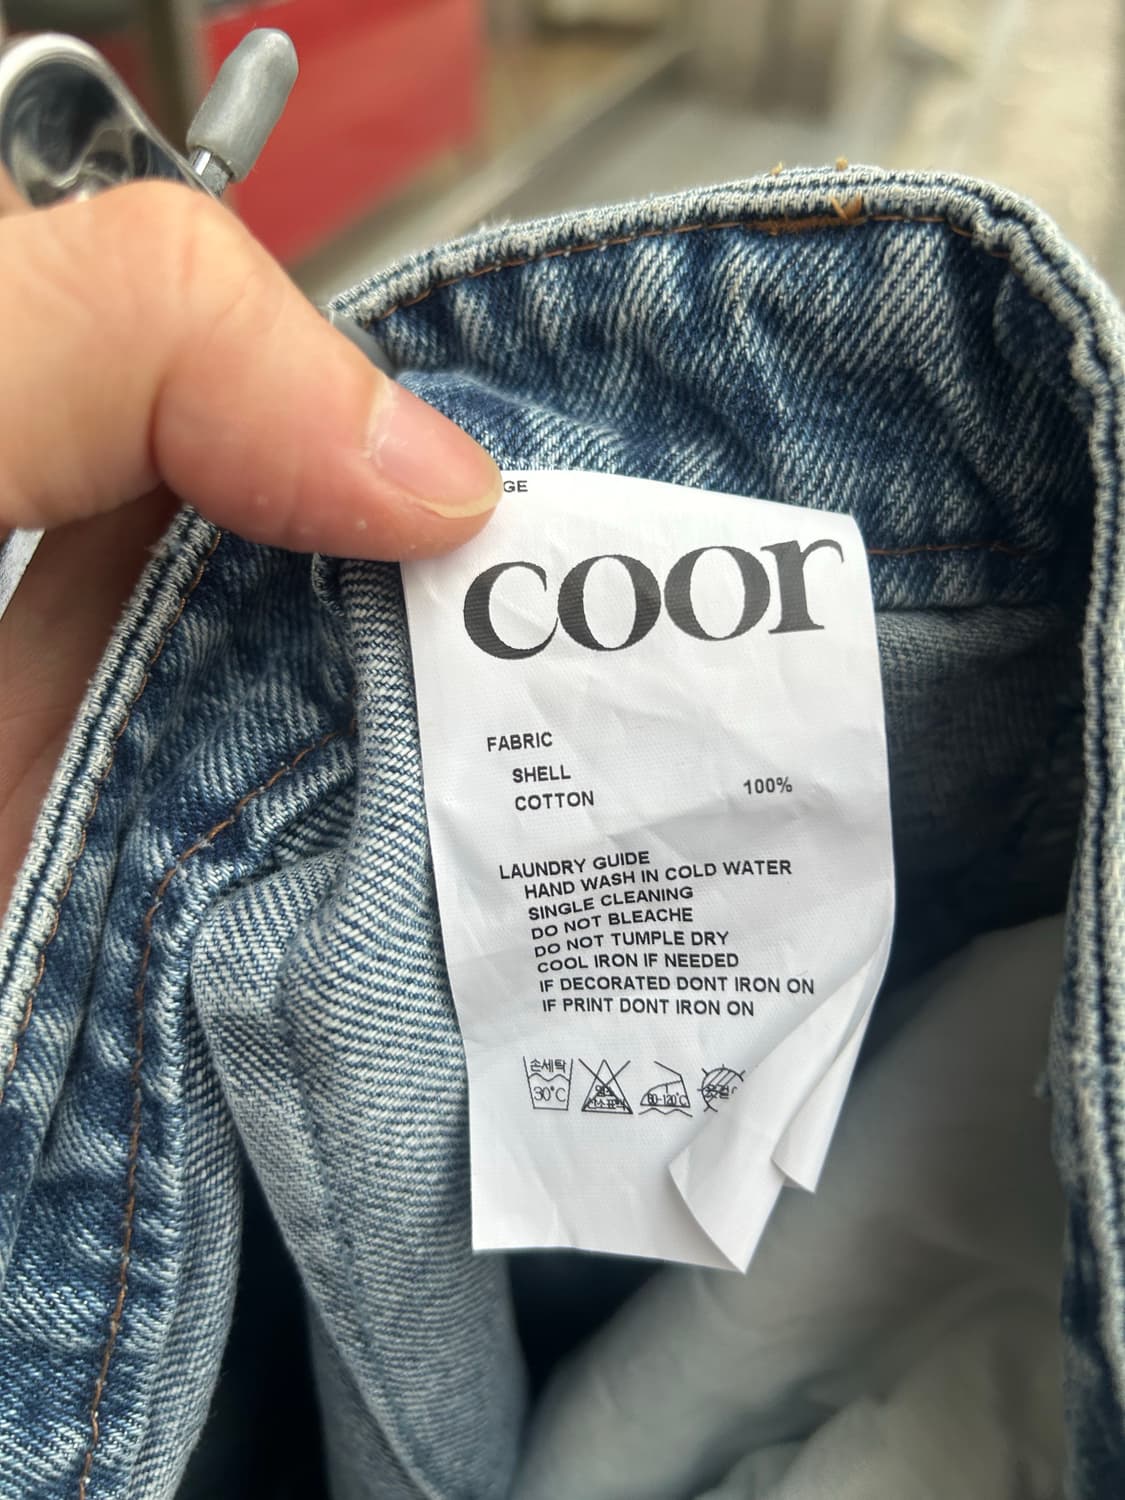 GE
coor
FABRIC
SHELL
COTTON 100%
LAUNDRY GUIDE
HAND WASH IN COLD WATER
SINGLE CLEANING
DO NOT BLEACHE
DO NOT TUMPLE DRY
COOL IRON IF NEEDED
IF DECORATED DONT IRON ON
IF PRINT DONT IRON ON
손세탁
30°C 80-120°C